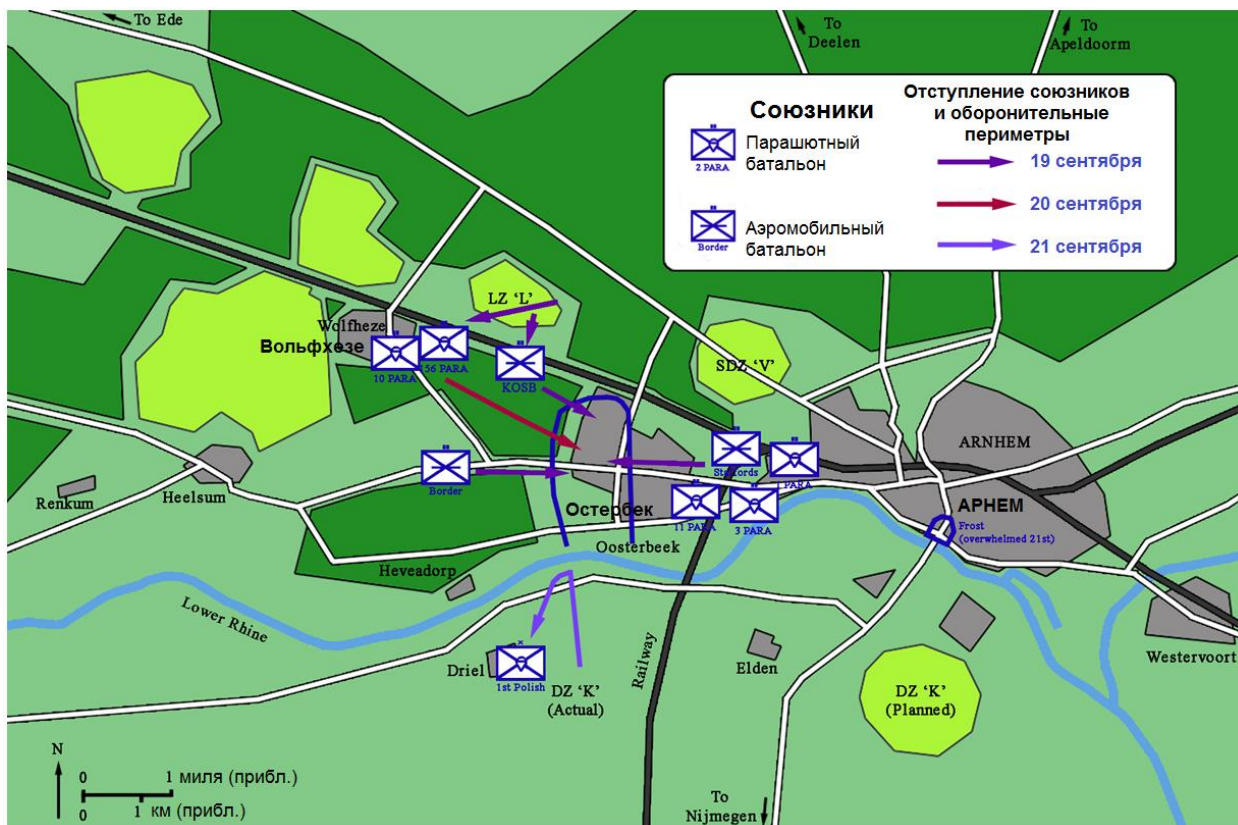 To Ede
To
Deelen
To
Apeldoorm
Союзники
Парашютный
батальон
2 PARA
Аэромобильный
батальон
Border
Отступление союзников
и оборонительные
периметры
19 сентября
20 сентября
21 сентября
LZ ‘L’
Wolfheze
Вольфхезе
10 PARA
156 PARA
KOSB
SDZ ‘V’
ARNHEM
Border
Staffords
1 PARA
Renkum
Heelsum
Остербек
11 PARA
3 PARA
АРНЕМ
Frost
(overwhelmed 21st)
Oosterbeek
Heveadorp
Lower Rhine
Driel
1st Polish
DZ ‘K’
(Actual)
Railway
Elden
DZ ‘K’
(Planned)
Westervoort
N
0
1 миля (прибл.)
0
1 км (прибл.)
To
Nijmegen